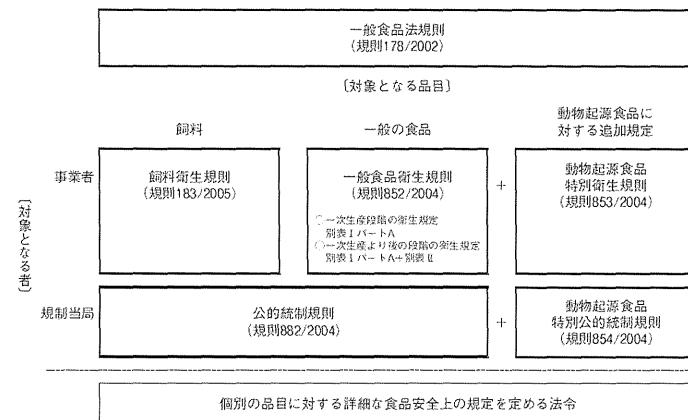 一般食品法規則
(規則178/2002)
〔対象となる品目〕
飼料
一般の食品
動物起源食品に
対する追加規定
〔対象となる者〕
事業者
飼料衛生規則
(規則183/2005)
一般食品衛生規則
(規則852/2004)
○一次生産段階の衛生規定
別表ⅠパートA
○一次生産より後の段階の衛生規定
別表ⅠパートA+別表Ⅱ
+
動物起源食品
特別衛生規則
(規則853/2004)
規制当局
公的統制規則
(規則882/2004)
+
動物起源食品
特別公的統制規則
(規則854/2004)
個別の品目に対する詳細な食品安全上の規定を定める法令